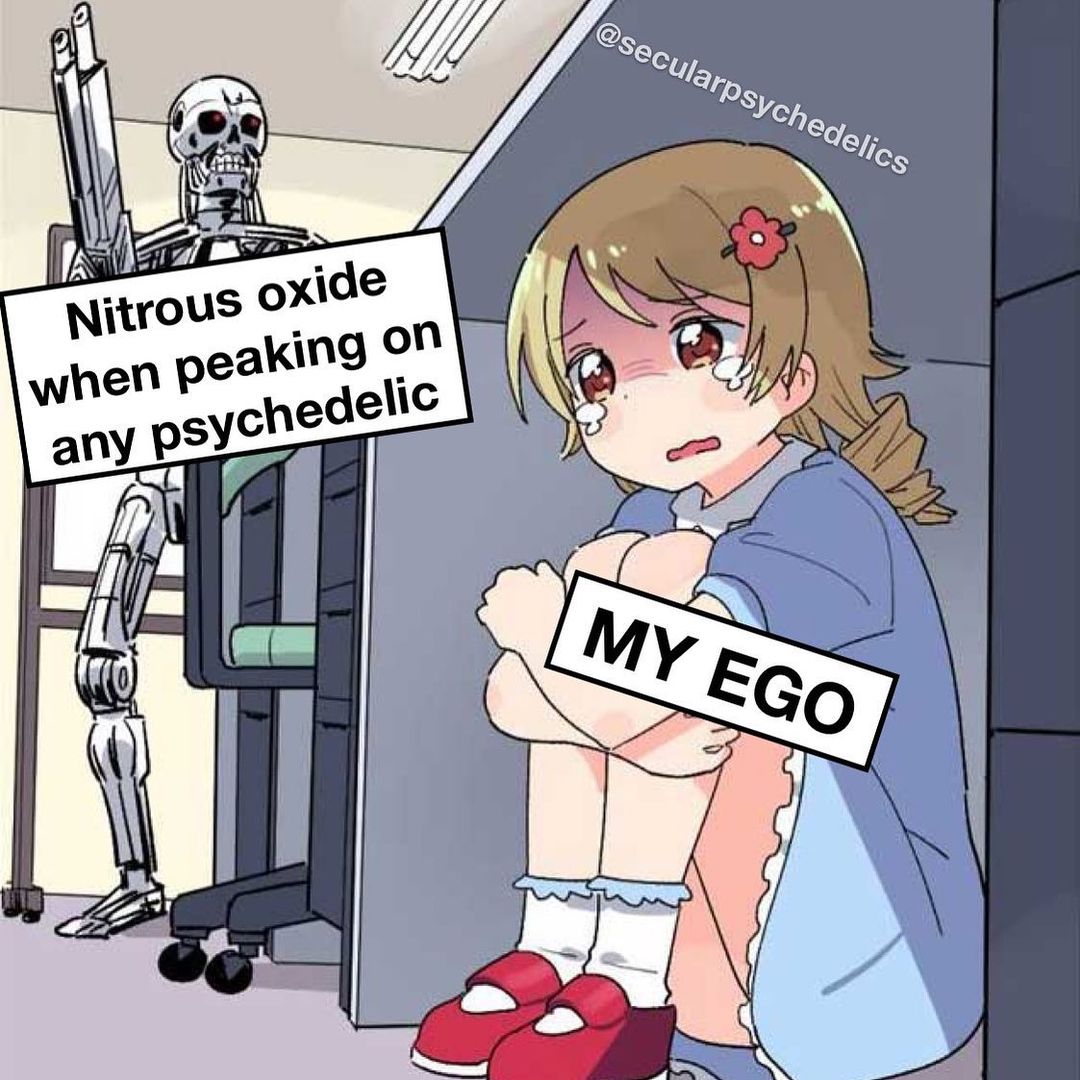 @secularpsychedelics
Nitrous oxide
when peaking on
any psychedelic
MY EGO